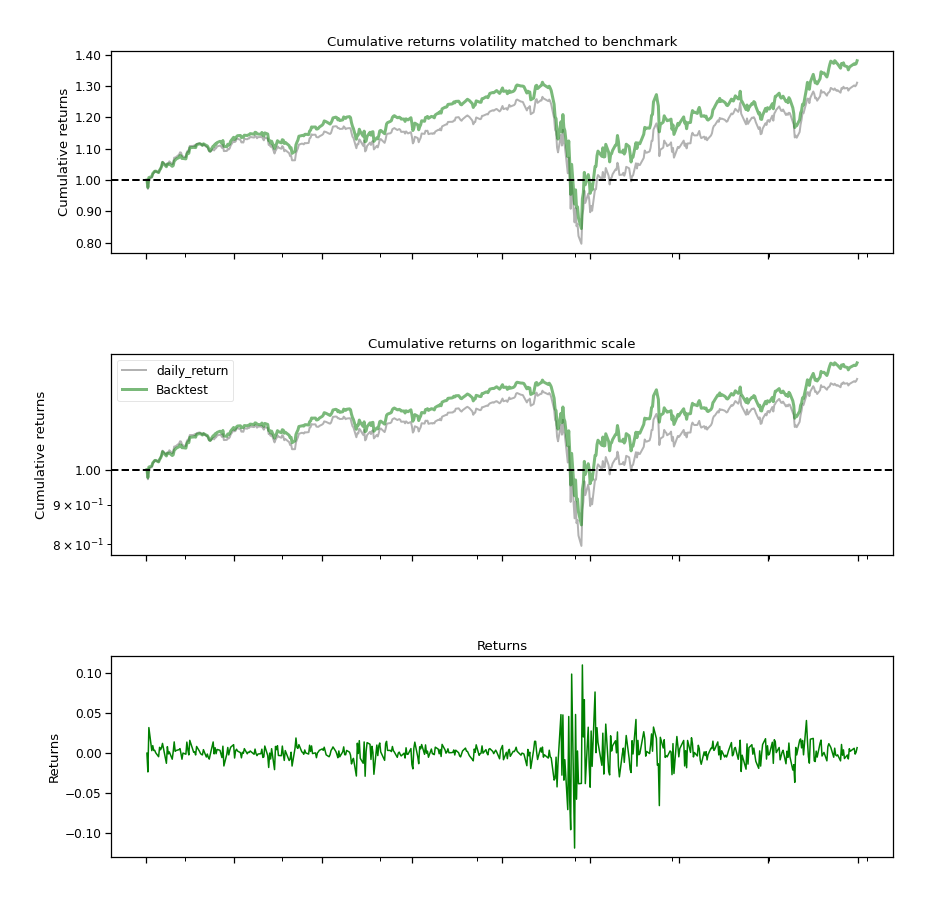 Cumulative returns volatility matched to benchmark
Cumulative returns
1.40
1.30
1.20
1.10
1.00
0.90
0.80
Cumulative returns on logarithmic scale
Cumulative returns
daily_return
Backtest
1.00
9 × 10⁻¹
8 × 10⁻¹
Returns
Returns
0.10
0.05
0.00
−0.05
−0.10